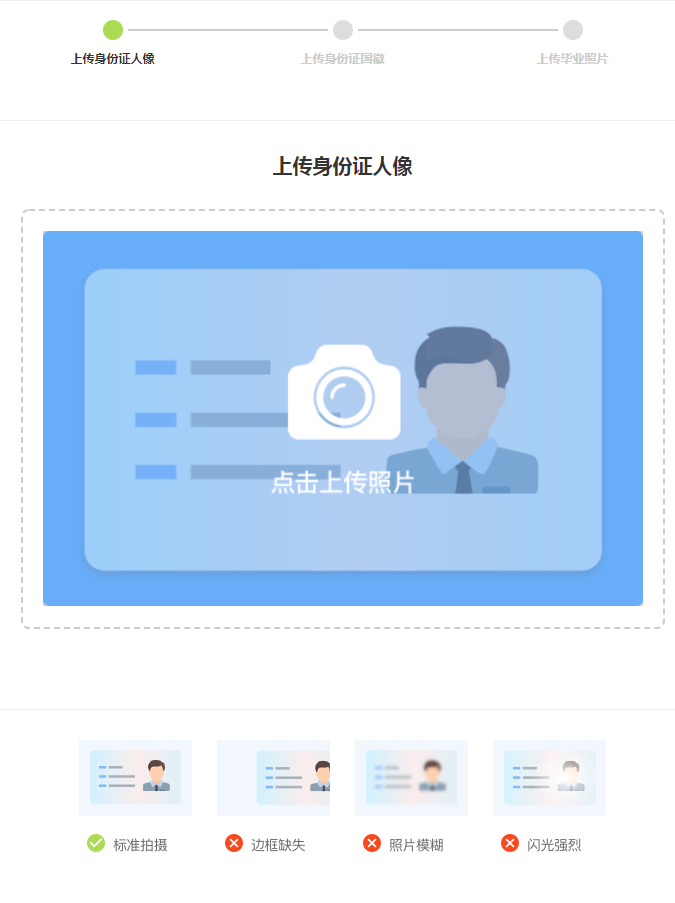 上传身份证人像
上传身份证国徽
上传毕业照片
上传身份证人像
点击上传照片
标准拍摄
边框缺失
照片模糊
闪光强烈